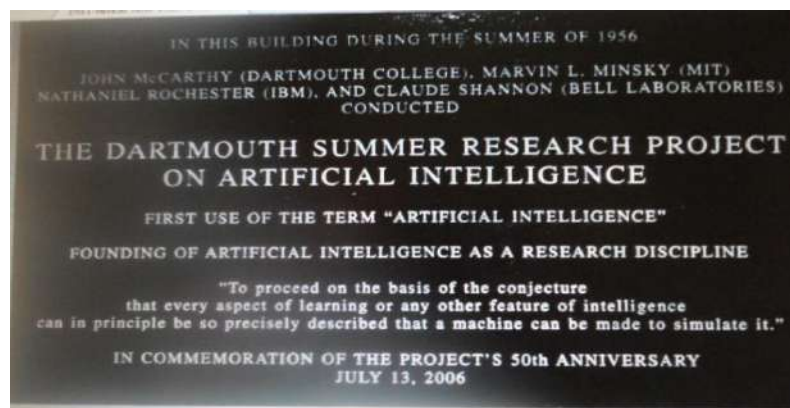 IN THIS BUILDING DURING THE SUMMER OF 1956
JOHN McCARTHY (DARTMOUTH COLLEGE), MARVIN L. MINSKY (MIT)
NATHANIEL ROCHESTER (IBM), AND CLAUDE SHANNON (BELL LABORATORIES)
CONDUCTED
THE DARTMOUTH SUMMER RESEARCH PROJECT
ON ARTIFICIAL INTELLIGENCE
FIRST USE OF THE TERM "ARTIFICIAL INTELLIGENCE"
FOUNDING OF ARTIFICIAL INTELLIGENCE AS A RESEARCH DISCIPLINE
"To proceed on the basis of the conjecture
that every aspect of learning or any other feature of intelligence
can in principle be so precisely described that a machine can be made to simulate it."
IN COMMEMORATION OF THE PROJECT'S 50th ANNIVERSARY
JULY 13, 2006